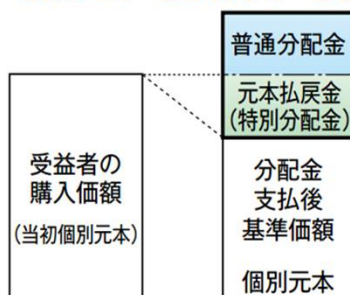 普通分配金
元本払戻金
(特別分配金)
受益者の
購入価額
(当初個別元本)
分配金
支払後
基準価額
個別元本